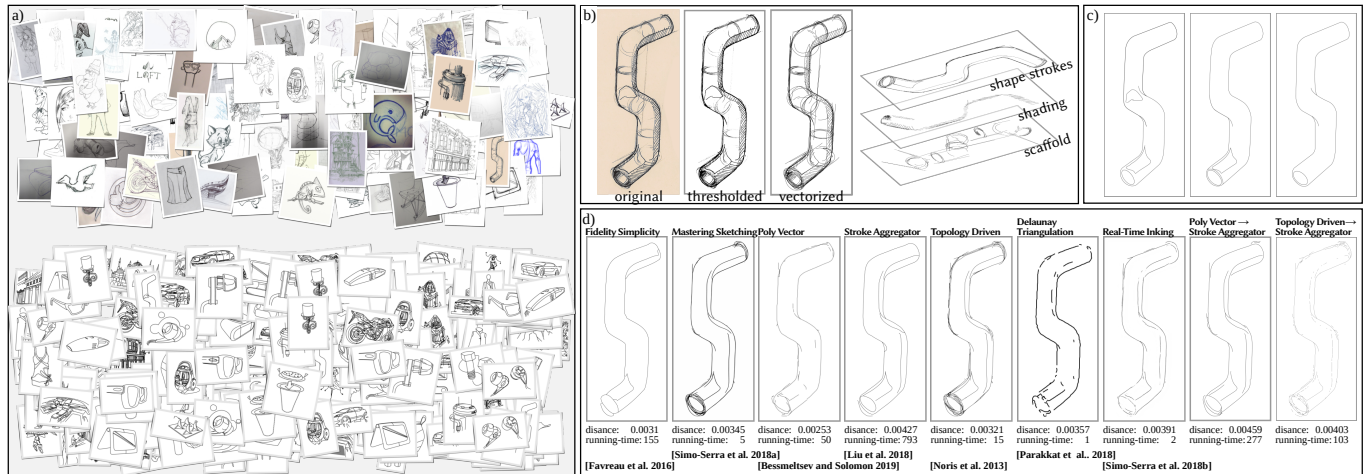 a)
LOFT
b)
original
thresholded
vectorized
shape strokes
shading
scaffold
c)
d)
Fidelity Simplicity
Mastering Sketching
Poly Vector
Stroke Aggregator
Topology Driven
Delaunay
Triangulation
Real-Time Inking
Poly Vector →
Stroke Aggregator
Topology Driven→
Stroke Aggregator
disance: 0.0031
running-time: 155
disance: 0.00345
running-time: 5
disance: 0.00253
running-time: 50
disance: 0.00427
running-time: 793
disance: 0.00321
running-time: 15
disance: 0.00357
running-time: 1
disance: 0.00391
running-time: 2
disance: 0.00459
running-time: 277
disance: 0.00403
running-time: 103
[Favreau et al. 2016]
[Simo-Serra et al. 2018a]
[Bessmeltsev and Solomon 2019]
[Liu et al. 2018]
[Noris et al. 2013]
[Parakkat et al.. 2018]
[Simo-Serra et al. 2018b]